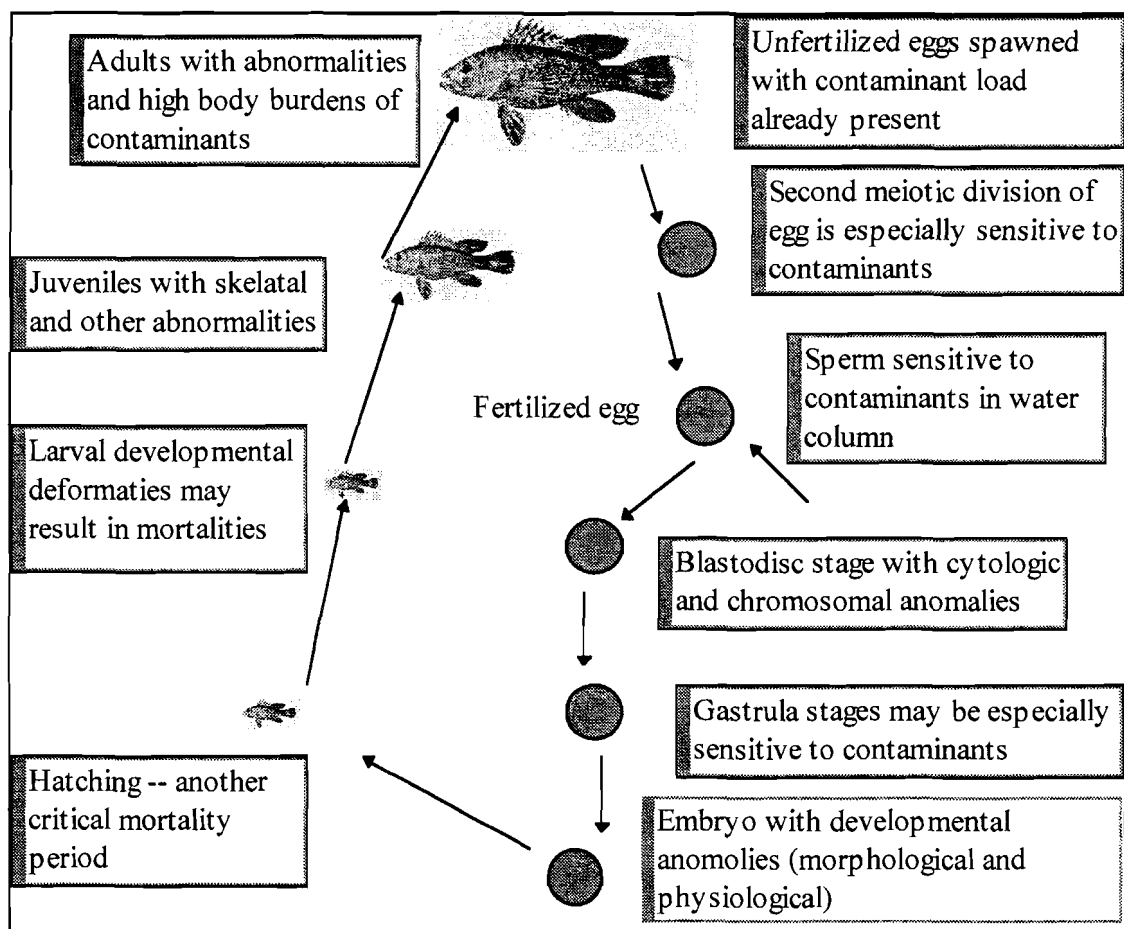 Adults with abnormalities
and high body burdens of
contaminants
Unfertilized eggs spawned
with contaminant load
already present
Second meiotic division of
egg is especially sensitive to
contaminants
Juveniles with skelatal
and other abnormalities
Sperm sensitive to
contaminants in water
column
Fertilized egg
Larval developmental
deformaties may
result in mortalities
Blastodisc stage with cytologic
and chromosomal anomalies
Gastrula stages may be especially
sensitive to contaminants
Hatching -- another
critical mortality
period
Embryo with developmental
anomolies (morphological and
physiological)